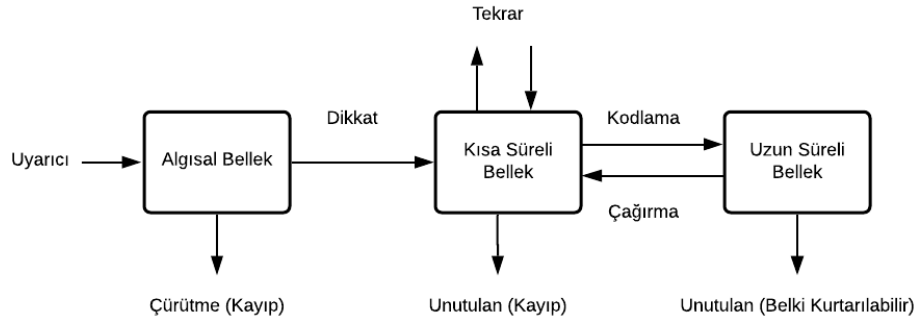 Tekrar
Dikkat
Kodlama
Uyarıcı
Algısal Bellek
Kısa Süreli
Bellek
Uzun Süreli
Bellek
Çağırma
Çürütme (Kayıp)
Unutulan (Kayıp)
Unutulan (Belki Kurtarılabilir)